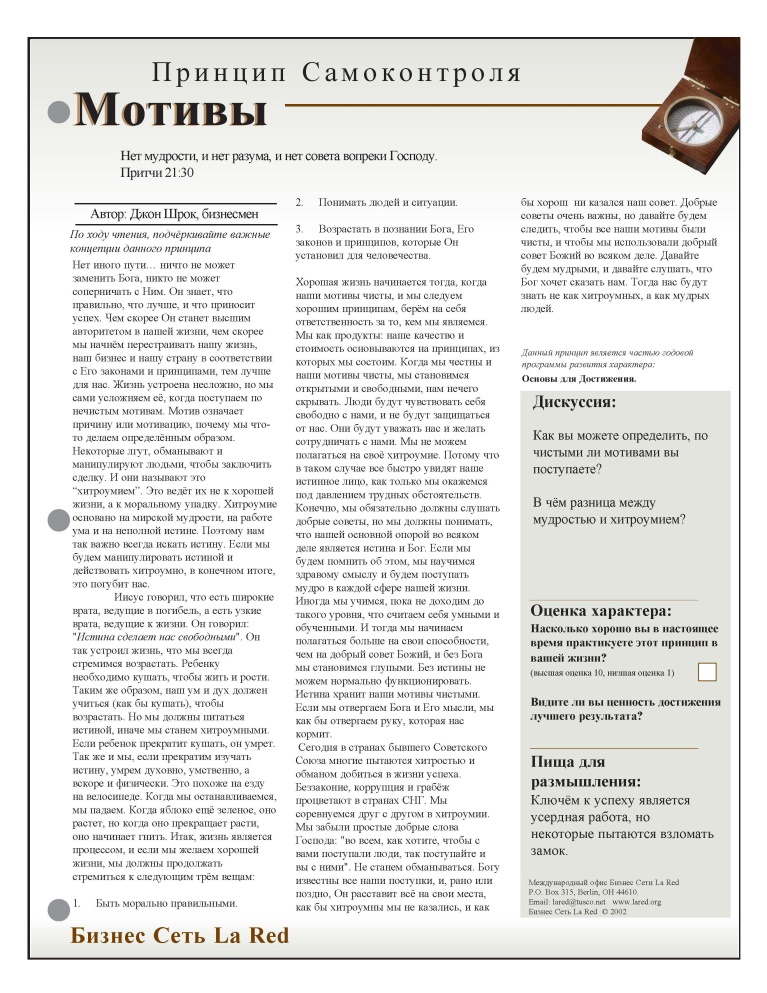 Принцип Самоконтроля
Мотивы
Нет мудрости, и нет разума, и нет совета вопреки Господу.
Притчи 21:30
Автор: Джон Шрок, бизнесмен
По ходу чтения, подчёркивайте важные
концепции данного принципа
Нет иного пути… ничто не может
заменить Бога, никто не может
соперничать с Ним. Он знает, что
правильно, что лучше, и что приносит
успех. Чем скорее Он станет высшим
авторитетом в нашей жизни, чем скорее
мы начнём перестраивать нашу жизнь,
наш бизнес и нашу страну в соответствии
с Его законами и принципами, тем лучше
для нас. Жизнь устроена несложно, но мы
сами усложняем её, когда поступаем по
нечистым мотивам. Мотив означает
причину или мотивацию, почему мы что-
то делаем определённым образом.
Некоторые лгут, обманывают и
манипулируют людьми, чтобы заключить
сделку. И они называют это
“хитроумием”. Это ведёт их не к хорошей
жизни, а к моральному упадку. Хитроумие
основано на мирской мудрости, на работе
ума и на неполной истине. Поэтому нам
так важно всегда искать истину. Если мы
будем манипулировать истиной и
действовать хитроумно, в конечном итоге,
это погубит нас.
Иисус говорил, что есть широкие
врата, ведущие в погибель, а есть узкие
врата, ведущие к жизни. Он говорил:
"Истина сделает нас свободными". Он
так устроил жизнь, что мы всегда
стремимся возрастать. Ребенку
необходимо кушать, чтобы жить и рости.
Таким же образом, наш ум и дух должен
учиться (как бы кушать), чтобы
возрастать. Но мы должны питаться
истиной, иначе мы станем хитроумными.
Если ребенок прекратит кушать, он умрет.
Так же и мы, если прекратим изучать
истину, умрем духовно, умственно, а
вскоре и физически. Это похоже на езду
на велосипеде. Когда мы останавливаемся,
мы падаем. Когда яблоко ещё зеленое, оно
растет, но когда оно прекращает расти,
оно начинает гнить. Итак, жизнь является
процессом, и если мы желаем хорошей
жизни, мы должны продолжать
стремиться к следующим трём вещам:
1. Быть морально правильными.
2. Понимать людей и ситуации.
3. Возрастать в познании Бога, Его
законов и принципов, которые Он
установил для человечества.
Хорошая жизнь начинается тогда, когда
наши мотивы чисты, и мы следуем
хорошим принципам, берём на себя
ответственность за то, кем мы являемся.
Мы как продукты: наше качество и
стоимость основываются на принципах, из
которых мы состоим. Когда мы честны и
наши мотивы чисты, мы становимся
открытыми и свободными, нам нечего
скрывать. Люди будут чувствовать себя
свободно с нами, и не будут защищаться
от нас. Они будут уважать нас и желать
сотрудничать с нами. Мы не можем
полагаться на своё хитроумие. Потому что
в таком случае все быстро увидят наше
истинное лицо, как только мы окажемся
под давлением трудных обстоятельств.
Конечно, мы обязательно должны слушать
добрые советы, но мы должны понимать,
что нашей основной опорой во всяком
деле является истина и Бог. Если мы
будем помнить об этом, мы научимся
здравому смыслу и будем поступать
мудро в каждой сфере нашей жизни.
Иногда мы учимся, пока не доходим до
такого уровня, что считаем себя умными и
обученными. И тогда мы начинаем
полагаться больше на свои способности,
чем на добрый совет Божий, и без Бога
мы становимся глупыми. Без истины не
можем нормально функционировать.
Истина хранит наши мотивы чистыми.
Если мы отвергаем Бога и Его мысли, мы
как бы отвергаем руку, которая нас
кормит.
Сегодня в странах бывшего Советского
Союза многие пытаются хитростью и
обманом добиться в жизни успеха.
Беззаконие, коррупция и грабёж
процветают в странах СНГ. Мы
соревнуемся друг с другом в хитроумии.
Мы забыли простые добрые слова
Господа: "во всем, как хотите, чтобы с
вами поступали люди, так поступайте и
вы с ними". Не станем обманываться. Богу
известны все наши поступки, и, рано или
поздно, Он расставит всё на свои места,
как бы хитроумны мы не казались, и как
бы хорош ни казался наш совет. Добрые
советы очень важны, но давайте будем
следить, чтобы все наши мотивы были
чисты, и чтобы мы использовали добрый
совет Божий во всяком деле. Давайте
будем мудрыми, и давайте слушать, что
Бог хочет сказать нам. Тогда нас будут
знать не как хитроумных, а как мудрых
людей.
Данный принцип является частью годовой
программы развития характера:
Основы для Достижения.
Дискуссия:
Как вы можете определить, по
чистыми ли мотивами вы
поступаете?
В чём разница между
мудростью и хитроумием?
Оценка характера:
Насколько хорошо вы в настоящее
время практикуете этот принцип в
вашей жизни?
(высшая оценка 10, низшая оценка 1)
Видите ли вы ценность достижения
лучшего результата?
Пища для
размышления:
Ключём к успеху является
усердная работа, но
некоторые пытаются взломать
замок.
Международный офис Бизнес Сети La Red
P.O. Box 315, Berlin, OH 44610.
Email: lared@tusco.net www.lared.org
Бизнес Сеть La Red © 2002
Бизнес Сеть La Red